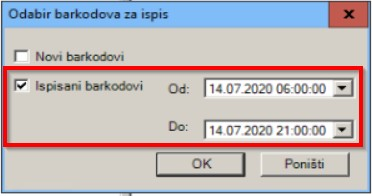 Odabir barkodova za ispis
x
Novi barkodovi
Ispisani barkodovi Od: 14.07.2020 06:00:00
Do: 14.07.2020 21:00:00
OK Poništi